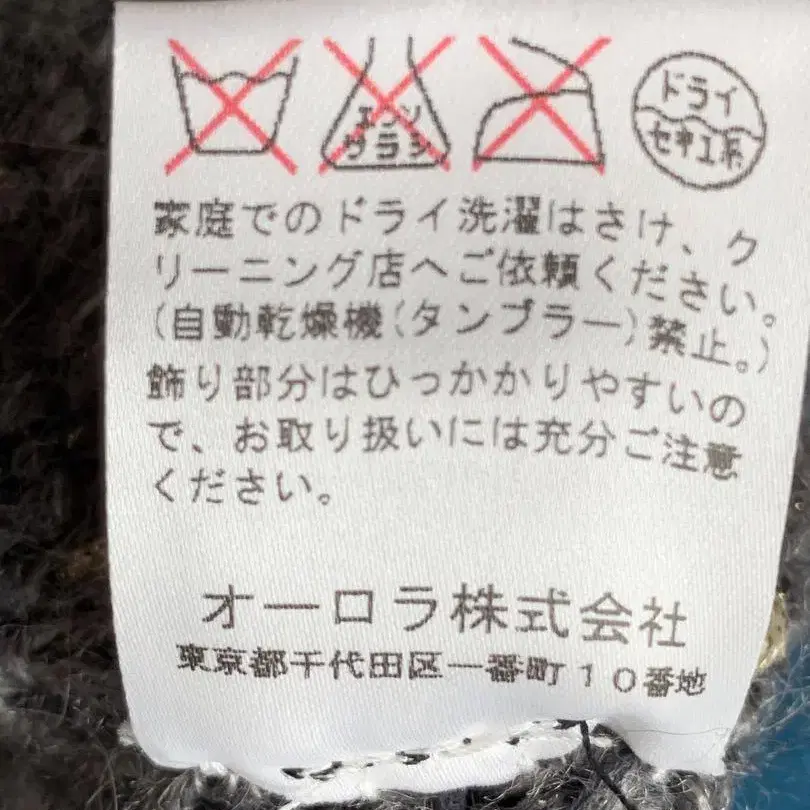 エンソ
サラシ
ドライ
セキユ系
家庭でのドライ洗濯はさけ、ク
リーニング店へご依頼ください。
(自動乾燥機(タンブラー)禁止。)
飾り部分はひっかかりやすいの
で、お取り扱いには充分ご注意
ください。
オーロラ株式会社
東京都千代田区一番町10番地